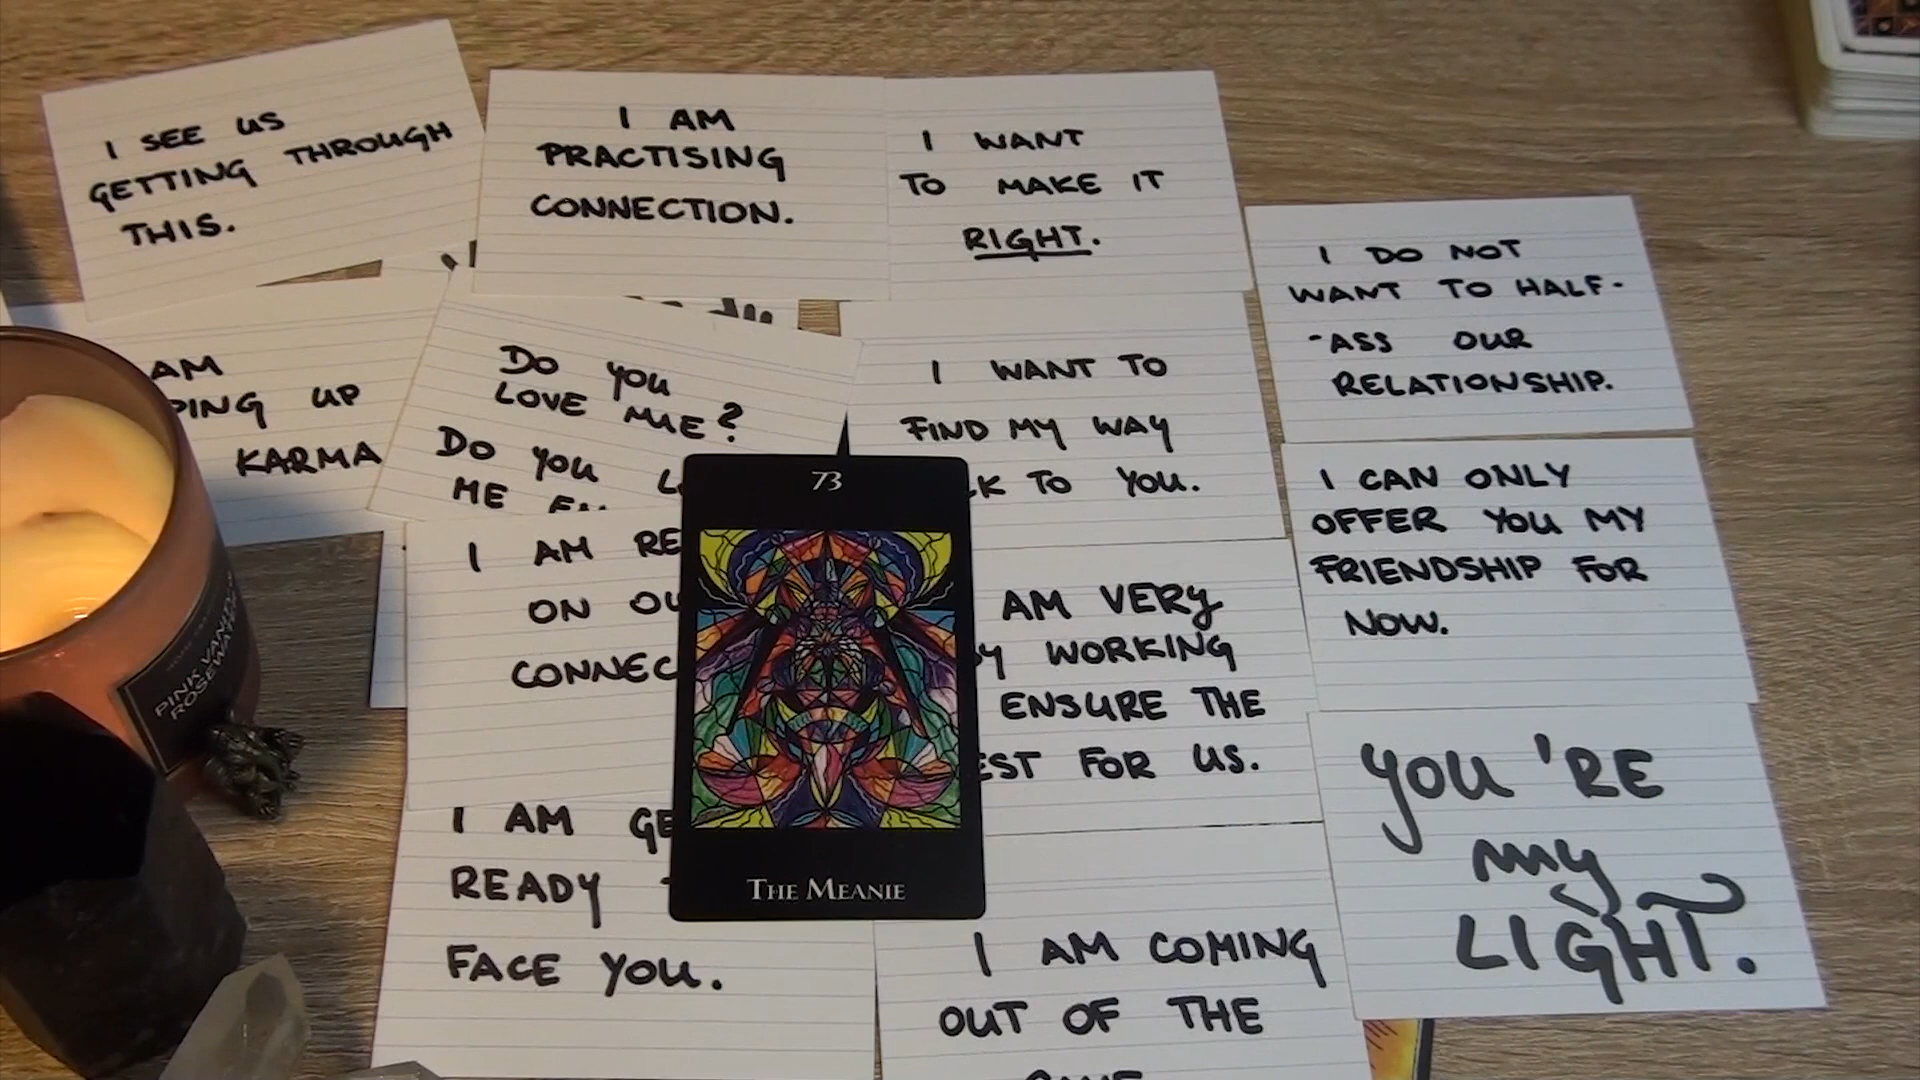 I SEE US
GETTING THROUGH
THIS.
I AM
PRACTISING
CONNECTION.
I WANT
TO MAKE IT
RIGHT.
I DO NOT
WANT TO HALF-
-ASS OUR
RELATIONSHIP.
AM
UP
KARMA
DO YOU
LOVE ME?
DO YOU
ME
I WANT TO
FIND MY WAY
TO YOU.
I CAN ONLY
OFFER YOU MY
FRIENDSHIP FOR
NOW.
I AM
ON
73
THE MEANIE
AM VERY
WORKING
ENSURE THE
FOR US.
YOU'RE
MY
LIGHT.
I AM
READY
FACE YOU.
I AM COMING
OUT OF THE
PINK VANILLA
ROSEWATER